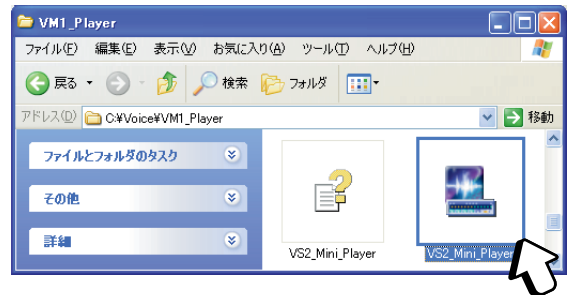 VM1_Player
ファイル(F) 編集(E) 表示(V) お気に入り(A) ツール(T) ヘルプ(H)
戻る 検索 フォルダ
アドレス(D) C:¥Voice¥VM1_Player 移動
ファイルとフォルダのタスク
その他
詳細
VS2_Mini_Player VS2_Mini_Player